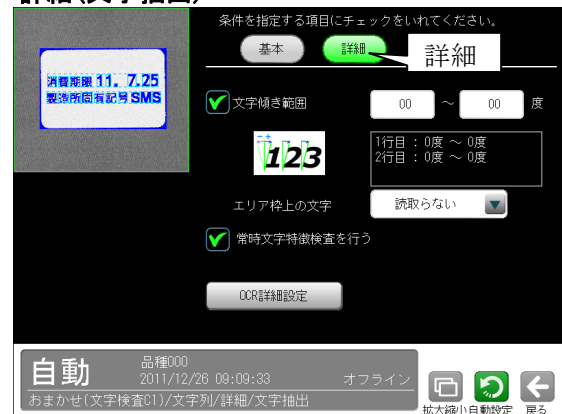 詳細(文字抽出)
条件を指定する項目にチェックをいれてください。
基本
詳細
詳細
消費期限 11. 7.25
製造所固有記号 SMS
文字傾き範囲
00 ～ 00 度
123
1行目 : 0度 ～ 0度
2行目 : 0度 ～ 0度
エリア枠上の文字
読取らない
常時文字特徴検査を行う
OCR詳細設定
自動
品種000
2011/12/26 09:09:33
オフライン
おまかせ(文字検査C1)/文字列/詳細/文字抽出
拡大縮小
自動設定
戻る